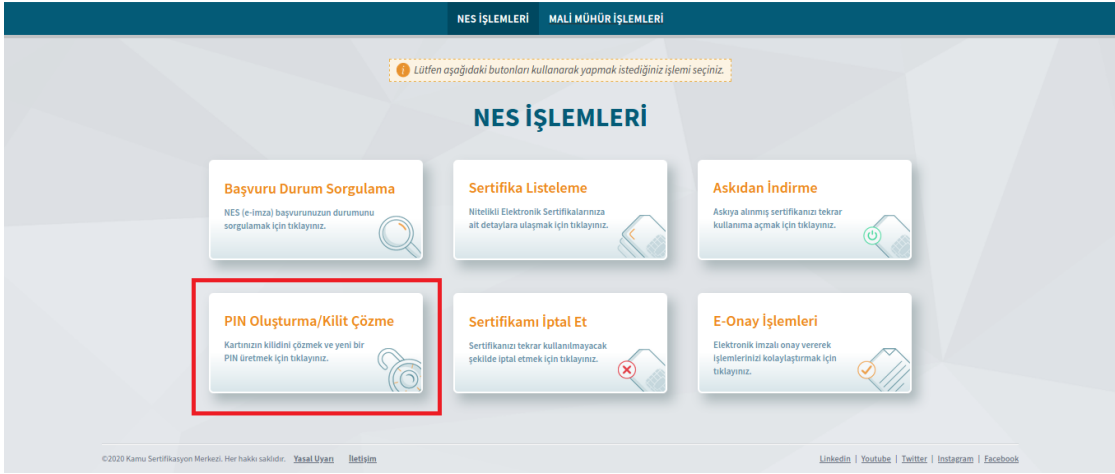 NES İŞLEMLERİ MALİ MÜHÜR İŞLEMLERİ
i Lütfen aşağıdaki butonları kullanarak yapmak istediğiniz işlemi seçiniz.
NES İŞLEMLERİ
Başvuru Durum Sorgulama
NES (e-imza) başvurunuzun durumunu
sorgulamak için tıklayınız.
Sertifika Listeleme
Nitelikli Elektronik Sertifikalarınıza
ait detaylara ulaşmak için tıklayınız.
Askıdan İndirme
Askıya alınmış sertifikanızı tekrar
kullanıma açmak için tıklayınız.
PIN Oluşturma/Kilit Çözme
Kartınızın kilidini çözmek ve yeni bir
PIN üretmek için tıklayınız.
Sertifikamı İptal Et
Sertifikanızı tekrar kullanılmayacak
şekilde iptal etmek için tıklayınız.
E-Onay İşlemleri
Elektronik imzalı onay vererek
işlemlerinizi kolaylaştırmak için
tıklayınız.
©2020 Kamu Sertifikasyon Merkezi. Her hakkı saklıdır. Yasal Uyarı İletişim
Linkedin | Youtube | Twitter | Instagram | Facebook